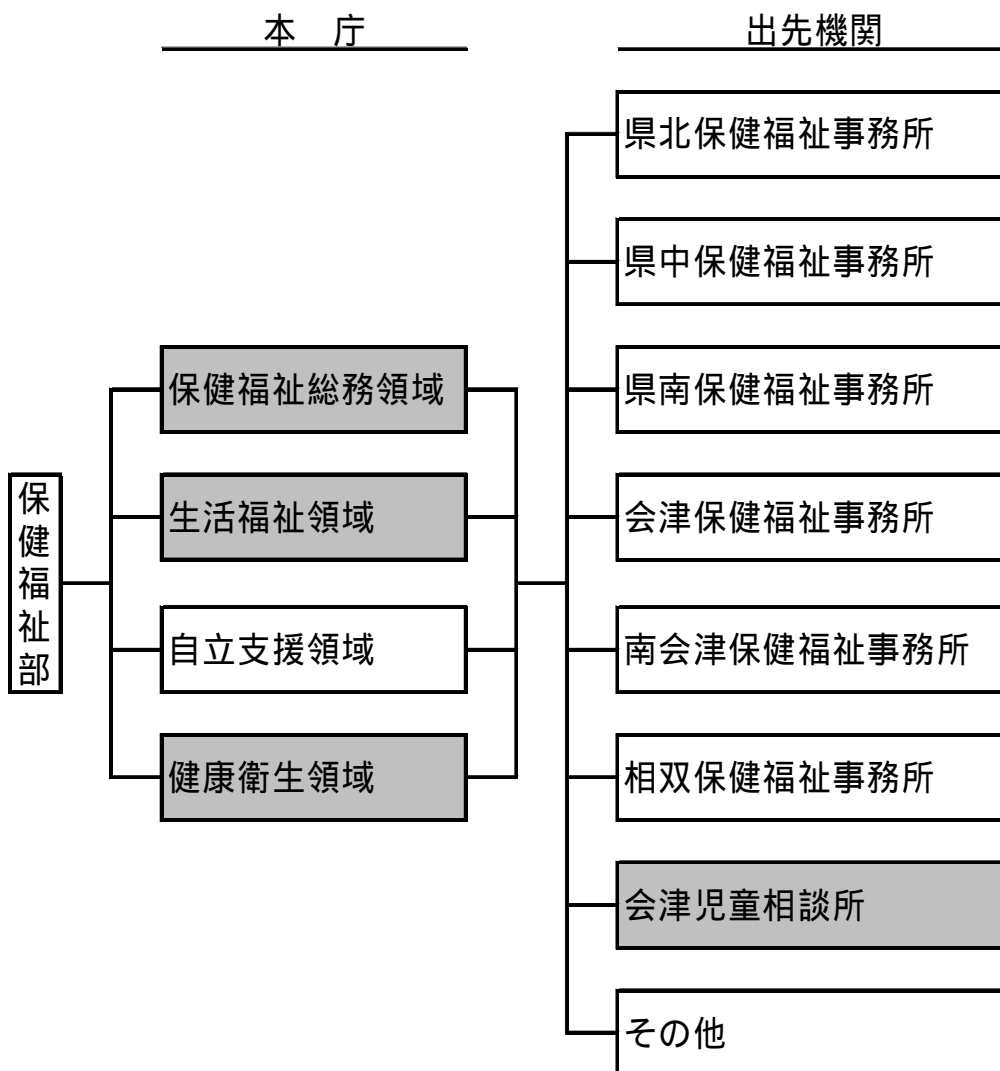 本　庁
出先機関
県北保健福祉事務所
県中保健福祉事務所
保健福祉総務領域
県南保健福祉事務所
保健福祉部
生活福祉領域
会津保健福祉事務所
自立支援領域
南会津保健福祉事務所
健康衛生領域
相双保健福祉事務所
会津児童相談所
その他